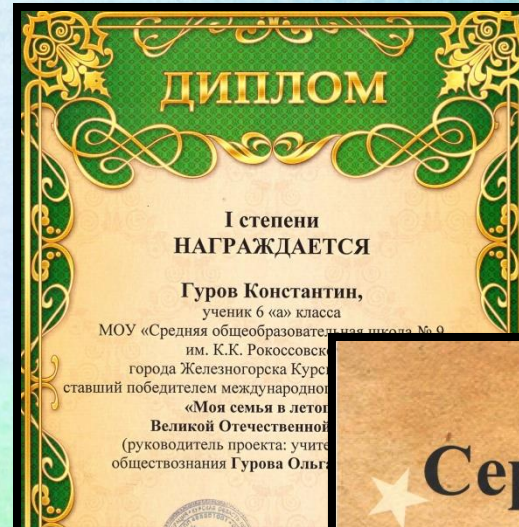 ДИПЛОМ
I степени
НАГРАЖДАЕТСЯ
Гуров Константин,
ученик 6 «а» класса
МОУ «Средняя общеобразовательная школа № 9
им. К.К.
города Железногорска
ставший победителем
«Моя семья в
Великой Отечественной
(руководитель проекта:
обществознания Гурова